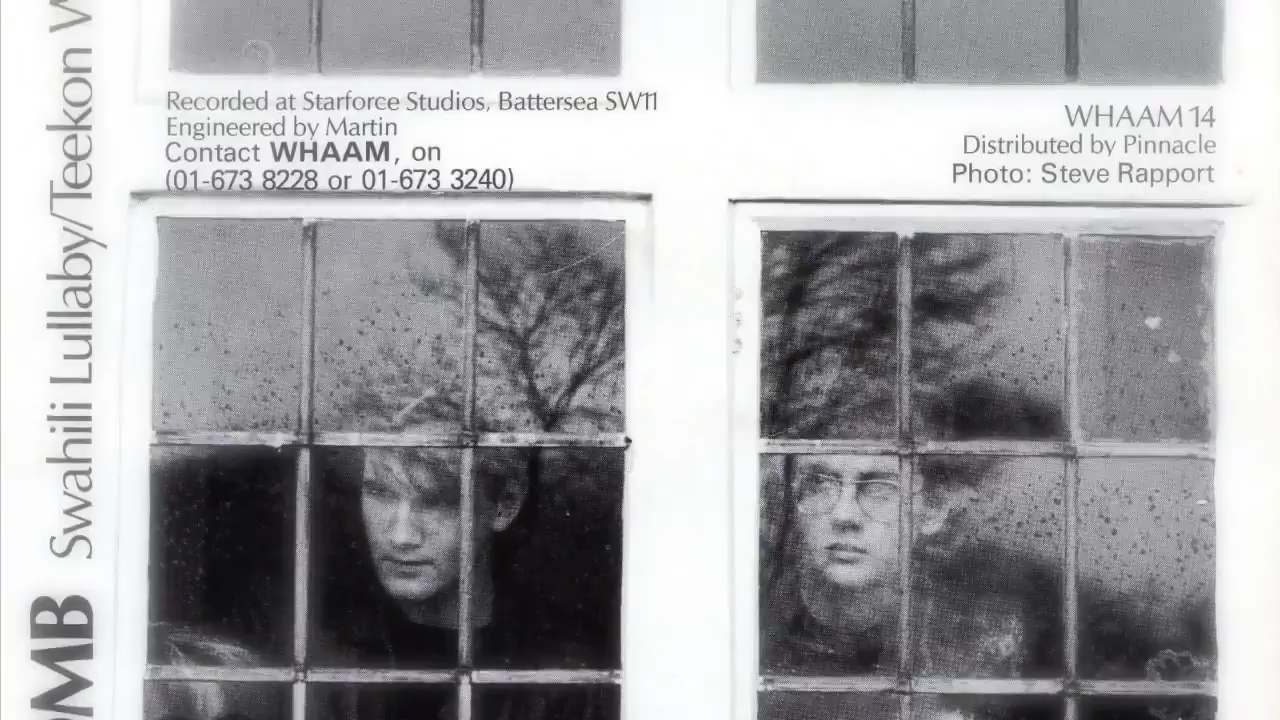 Swahili Lullaby/Teekon
Recorded at Starforce Studios, Battersea SW11
Engineered by Martin
Contact WHAAM, on
(01-673 8228 or 01-673 3240)
WHAAM 14
Distributed by Pinnacle
Photo: Steve Rapport